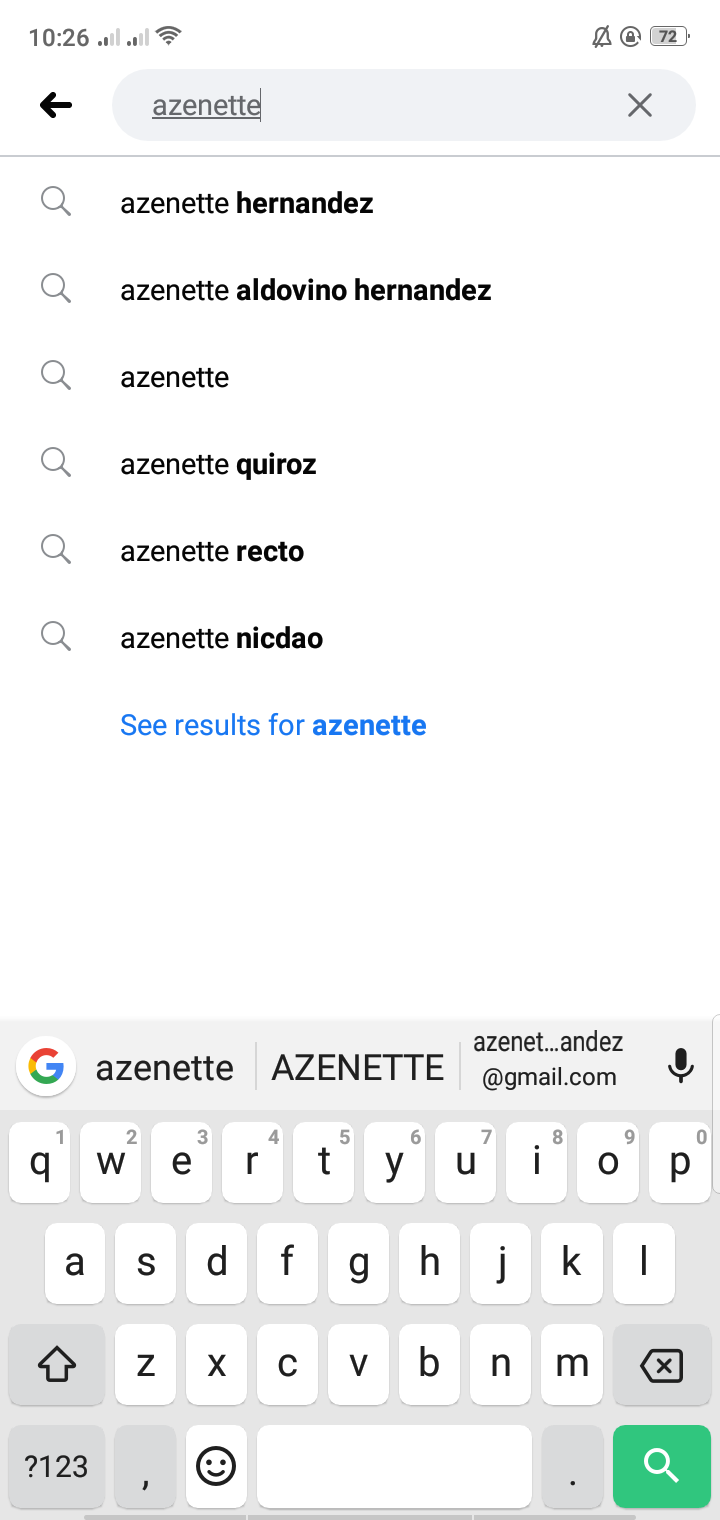 10:26
72
azenette
azenette hernandez
azenette aldovino hernandez
azenette
azenette quiroz
azenette recto
azenette nicdao
See results for azenette
azenette AZENETTE azenet...andez
@gmail.com
1 2 3 4 5 6 7 8 9 0
q w e r t y u i o p
a s d f g h j k l
z x c v b n m
?123 , .